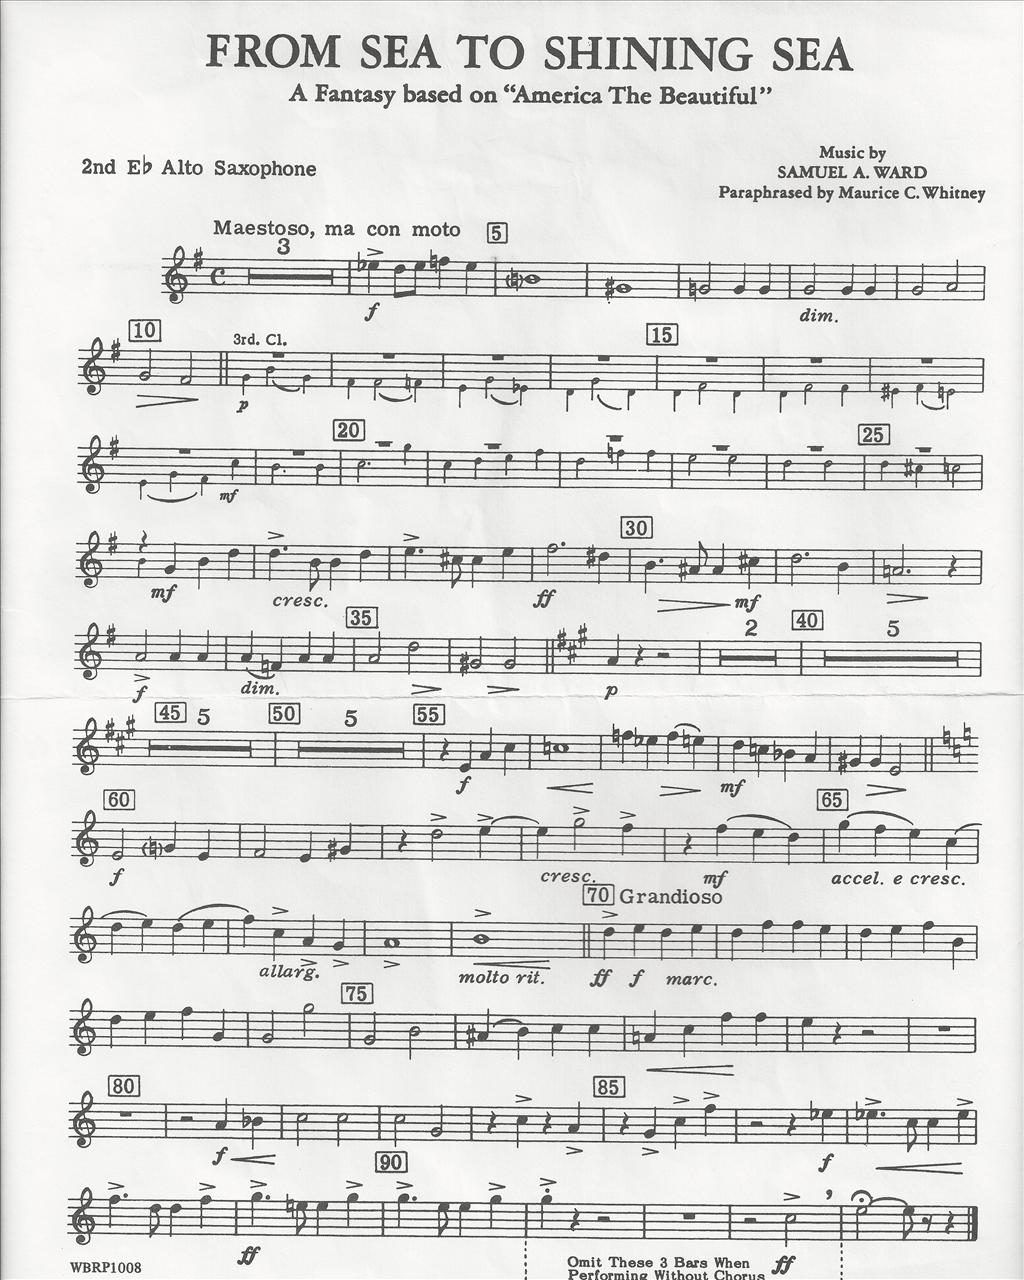 FROM SEA TO SHINING SEA
A Fantasy based on “America The Beautiful”
Music by
2nd E♭ Alto Saxophone
SAMUEL A. WARD
Paraphrased by Maurice C. Whitney
Maestoso, ma con moto 5
3
f dim.
10 3rd. Cl. 15
p
20 25
mf
30
mf cresc. ff mf
35 40
2 5
f dim. p
45 5 50 5 55
f mf
60 65
f cresc. mf accel. e cresc.
70 Grandioso
allarg. molto rit. ff f marc.
75
80 85
f f
90
ff ff
WBRP1008
Omit These 3 Bars When
Performing Without Chorus